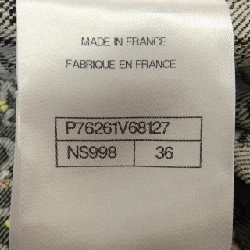 MADE IN FRANCE
FABRIQUE EN FRANCE
P76261V68127
NS998 36